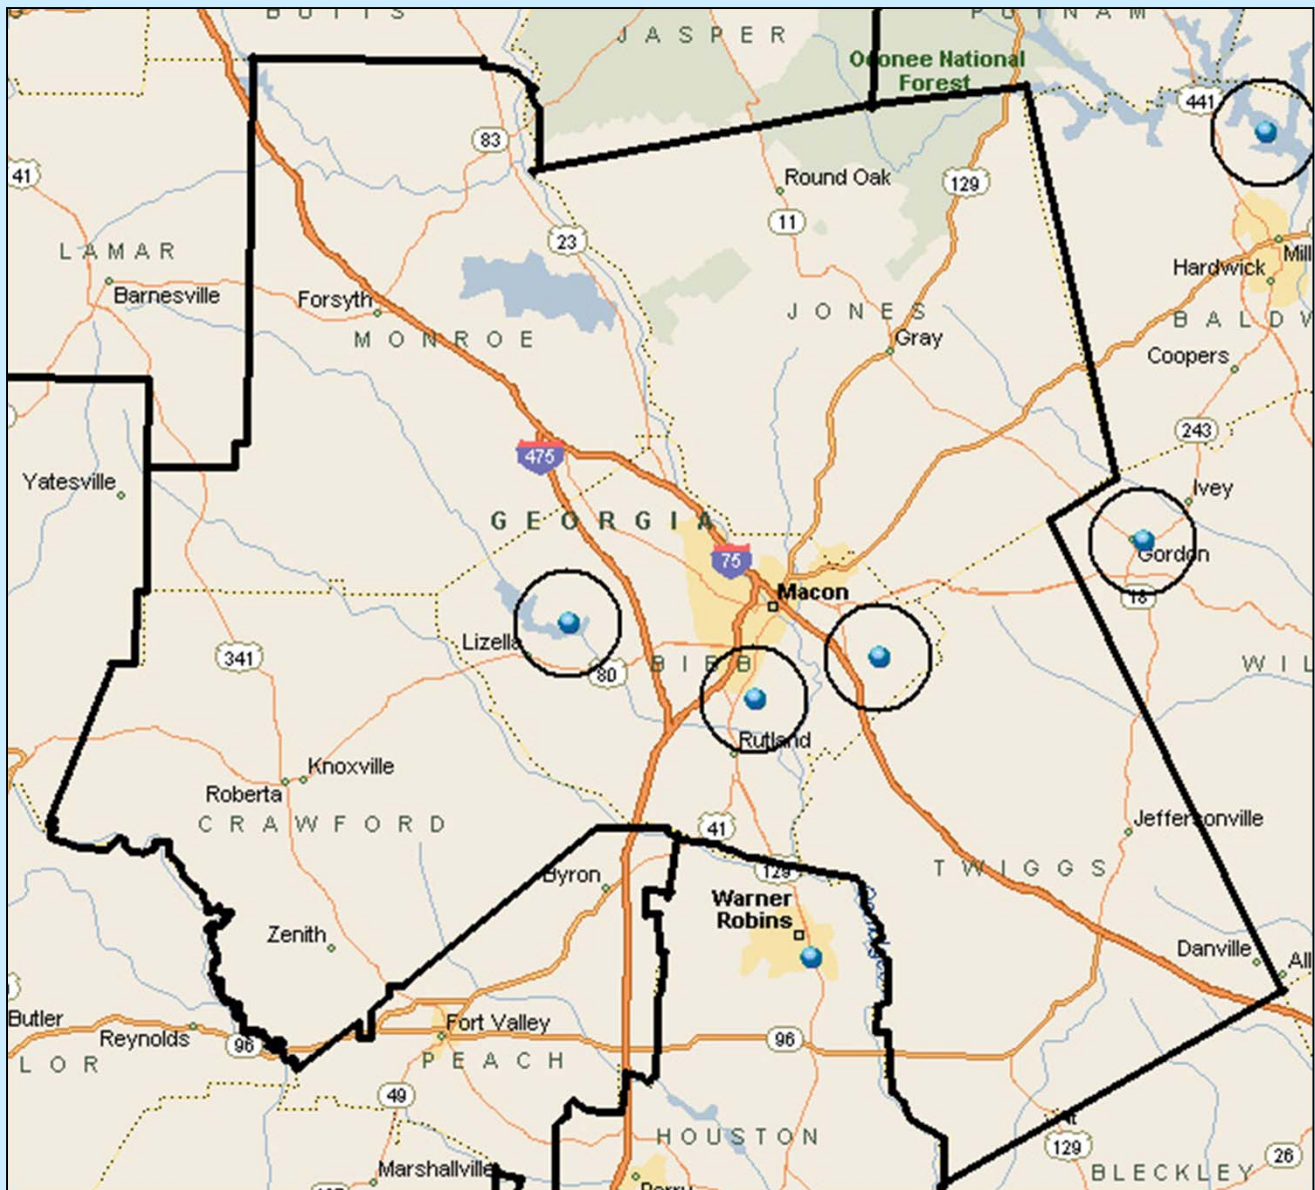 BUTTS
JASPER
PUTNAM
Oconee National
Forest
441
83
41
Round Oak
129
11
23
LAMAR
Barnesville
Forsyth
MONROE
JONES
Gray
Hardwick
Mill
BALDW
Coopers
243
475
Yatesville
Ivey
GEORGIA
75
Gordon
18
Macon
Lizella
341
80
BIBB
WIL
Rutland
Knoxville
Roberta
CRAWFORD
41
Jeffersonville
129
TWIGGS
Byron
Warner
Robins
Zenith
Danville
All
Butler
Reynolds
96
Fort Valley
96
LOR
PEACH
49
HOUSTON
129
26
Marshallville
BLECKLEY
Perry